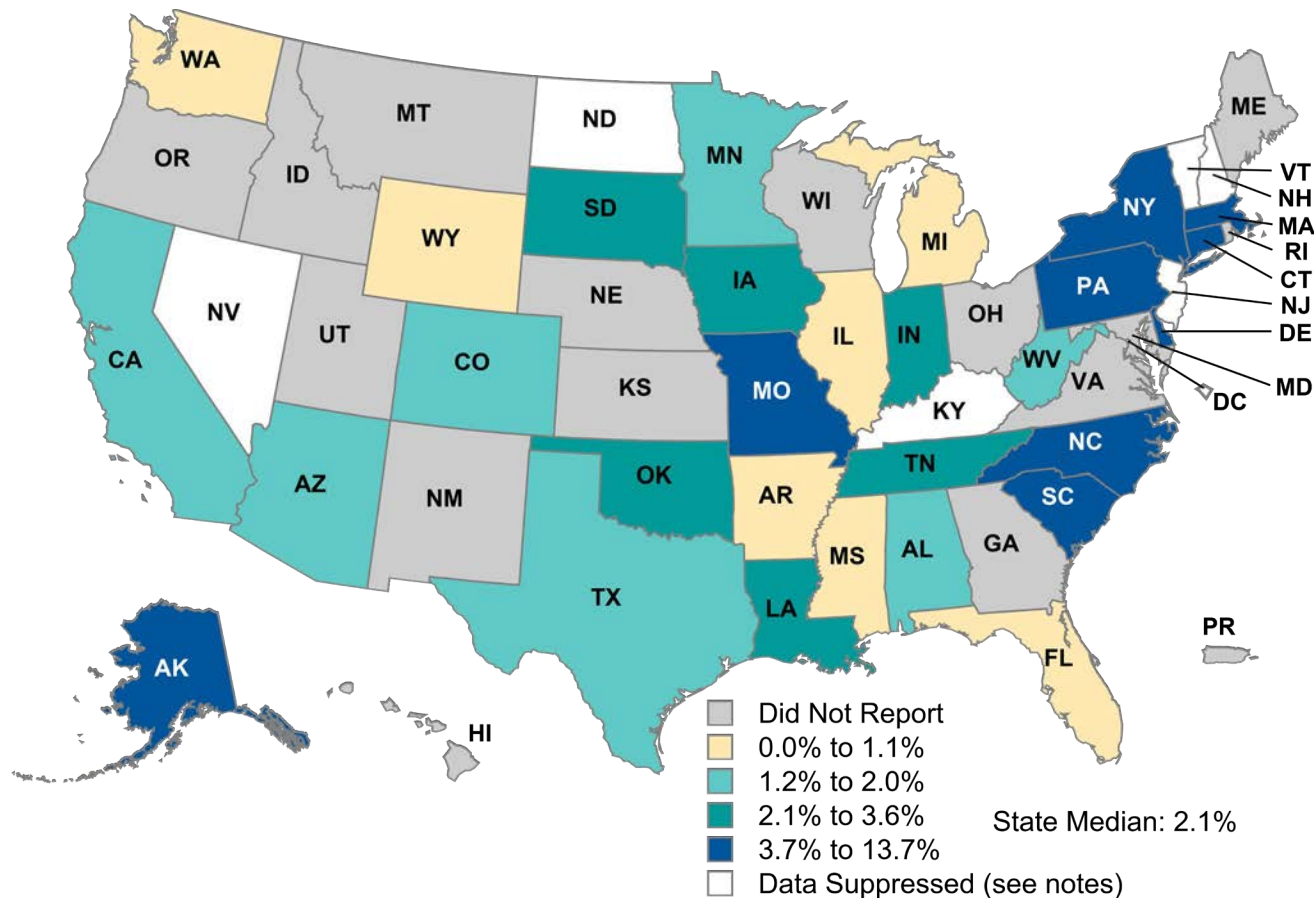 WA
MT
ND
MN
ME
OR
ID
WI
VT
NH
SD
NY
MA
WY
MI
RI
CT
IA
PA
NE
NJ
NV
OH
UT
IL
IN
DE
CA
CO
WV
MD
VA
KS
MO
KY
DC
NC
TN
OK
AZ
NM
AR
SC
GA
MS
AL
TX
LA
PR
FL
AK
HI
Did Not Report
0.0% to 1.1%
1.2% to 2.0%
2.1% to 3.6%
State Median: 2.1%
3.7% to 13.7%
Data Suppressed (see notes)